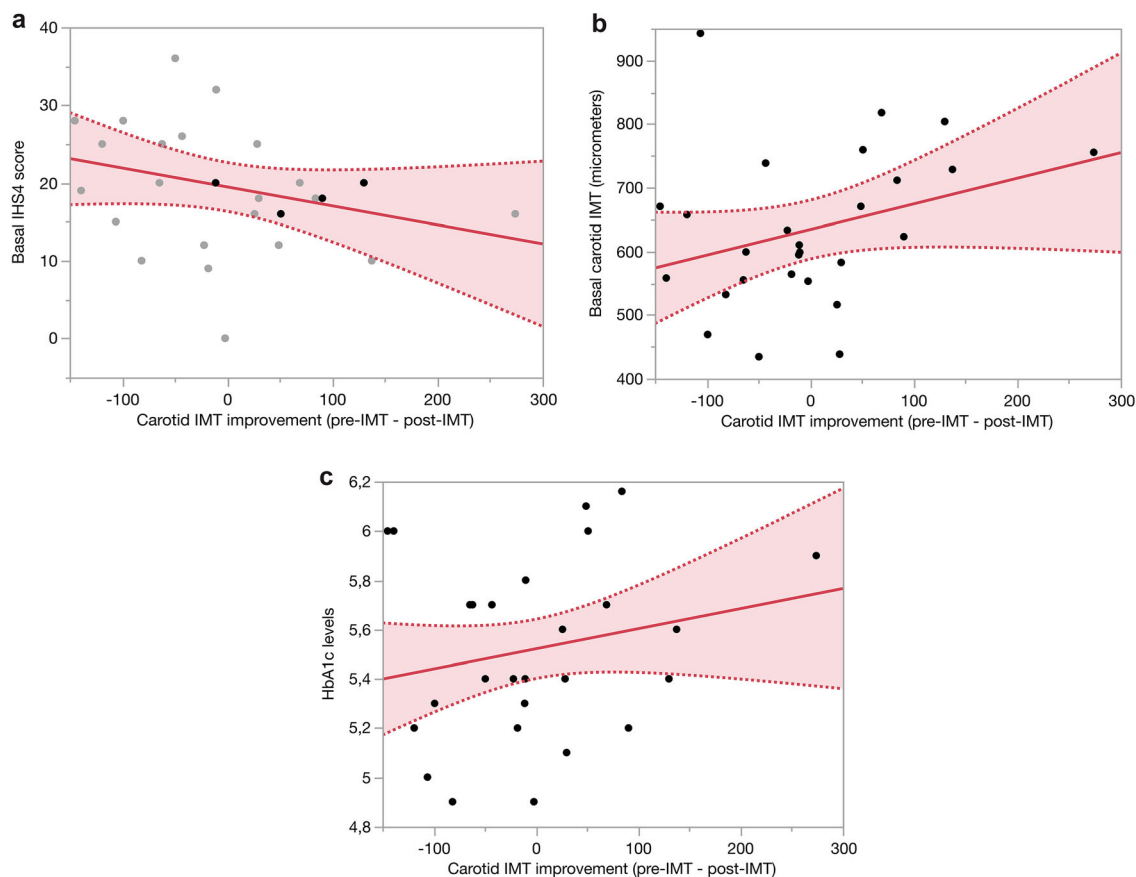 a
Basal IHS4 score
40
30
20
10
0
-100 0 100 200 300
Carotid IMT improvement (pre-IMT - post-IMT)
b
Basal carotid IMT (micrometers)
900
800
700
600
500
400
-100 0 100 200 300
Carotid IMT improvement (pre-IMT - post-IMT)
c
HbA1c levels
6,2
6
5,8
5,6
5,4
5,2
5
4,8
-100 0 100 200 300
Carotid IMT improvement (pre-IMT - post-IMT)